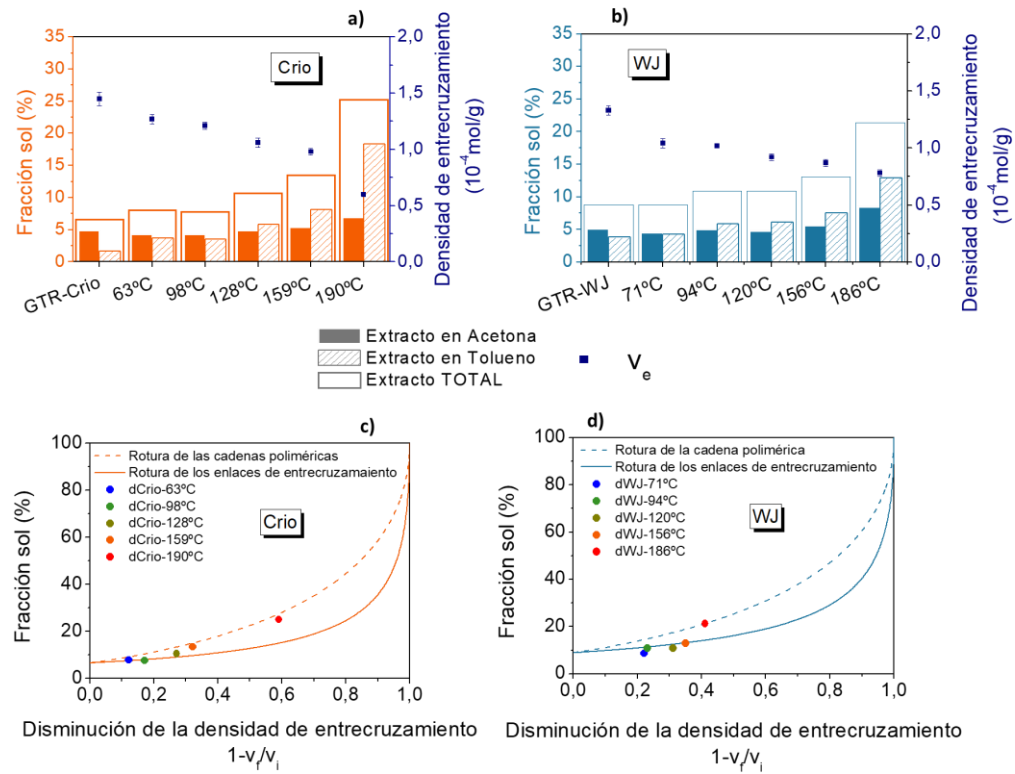 a)
Crio
Fracción sol (%)
35
30
25
20
15
10
5
0
2,0
1,5
1,0
0,5
0,0
Densidad de entrecruzamiento
(10⁻⁴mol/g)
GTR-Crio
63ºC
98ºC
128ºC
159ºC
190ºC
b)
WJ
Fracción sol (%)
35
30
25
20
15
10
5
0
2,0
1,5
1,0
0,5
0,0
Densidad de entrecruzamiento
(10⁻⁴mol/g)
GTR-WJ
71ºC
94ºC
120ºC
156ºC
186ºC
Extracto en Acetona
Extracto en Tolueno
Extracto TOTAL
Vₑ
c)
Rotura de las cadenas poliméricas
Rotura de los enlaces de entrecruzamaiento
dCrio-63ºC
dCrio-98ºC
dCrio-128ºC
dCrio-159ºC
dCrio-190ºC
Crio
Fracción sol (%)
100
80
60
40
20
0
0,0
0,2
0,4
0,6
0,8
1,0
Disminución de la densidad de entrecruzamiento
1-v_f/v_i
d)
Rotura de la cadena polimérica
Rotura de los enlaces de entrecruzamiento
dWJ-71ºC
dWJ-94ºC
dWJ-120ºC
dWJ-156ºC
dWJ-186ºC
WJ
Fracción sol (%)
100
80
60
40
20
0
0,0
0,2
0,4
0,6
0,8
1,0
Disminución de la densidad de entrecruzamiento
1-v_f/v_i